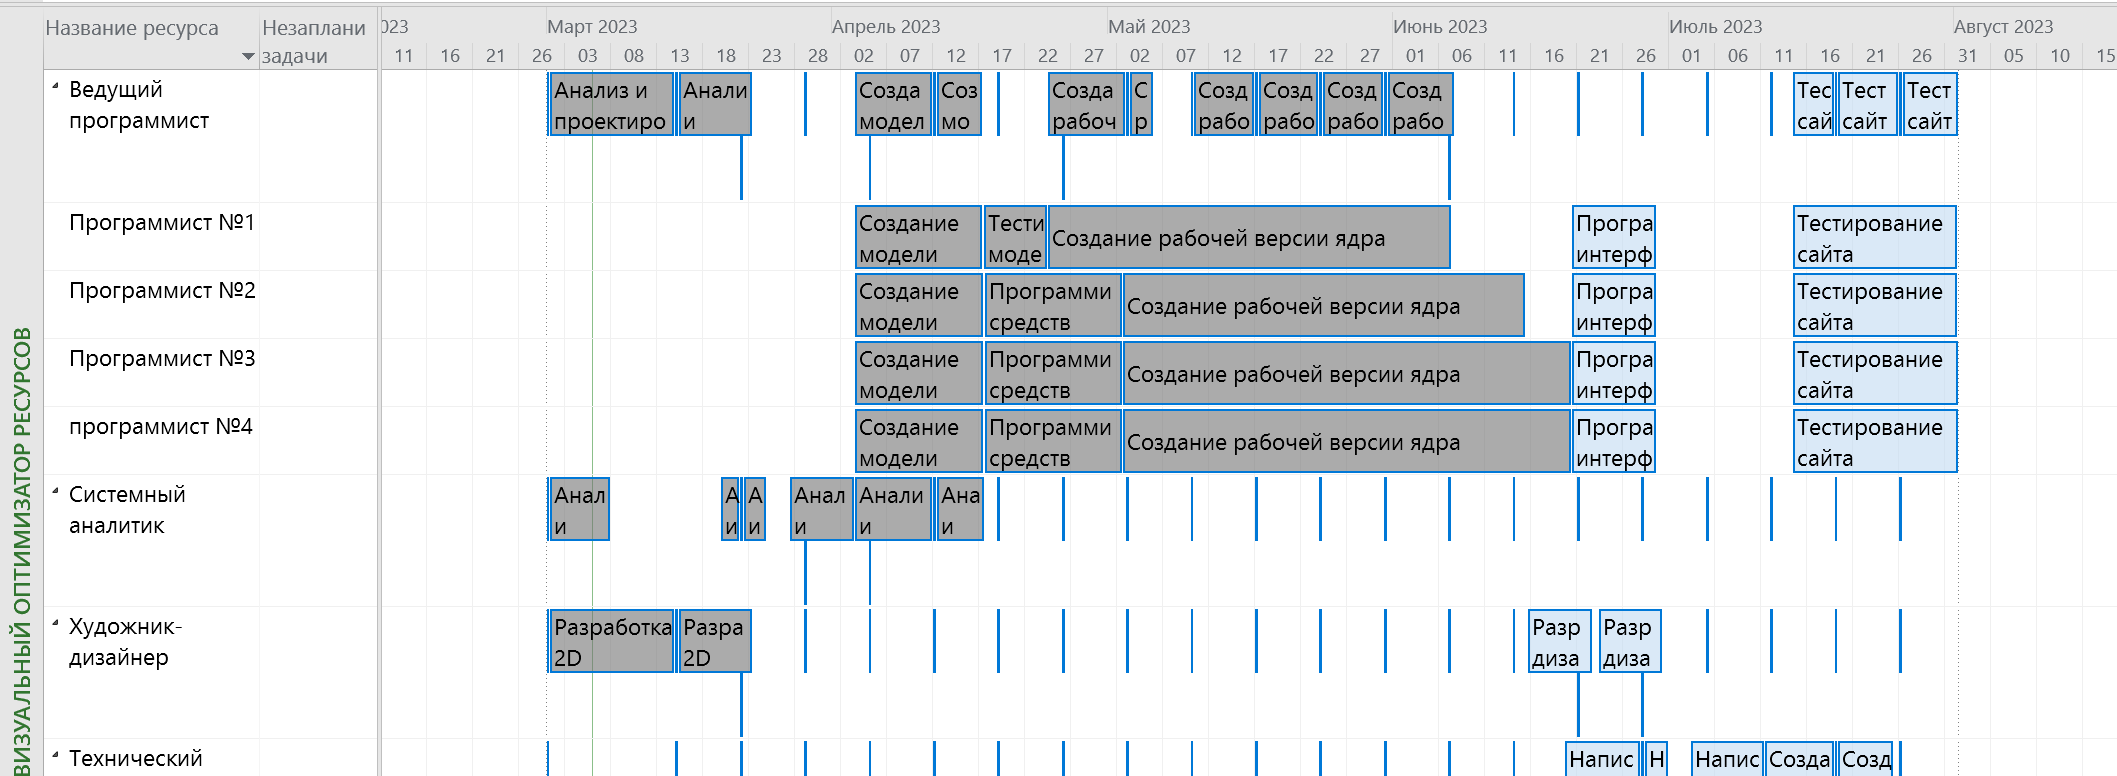 ВИЗУАЛЬНЫЙ ОПТИМИЗАТОР РЕСУРСОВ
Название ресурса
Незаплани
задачи
023
Март 2023
Апрель 2023
Май 2023
Июнь 2023
Июль 2023
Август 2023
11 16 21 26 03 08 13 18 23 28 02 07 12 17 22 27 02 07 12 17 22 27 01 06 11 16 21 26 01 06 11 16 21 26 31 05 10 15
Ведущий
программист
Анализ и
проектиро
Анали
и
Созда
модел
Соз
мо
Созда
рабоч
С
р
Созд
рабо
Созд
рабо
Созд
рабо
Созд
рабо
Тес
сай
Тест
сайт
Тест
сайт
Программист №1
Создание
модели
Тести
моде
Создание рабочей версии ядра
Програ
интерф
Тестирование
сайта
Программист №2
Создание
модели
Программи
средств
Создание рабочей версии ядра
Програ
интерф
Тестирование
сайта
Программист №3
Создание
модели
Программи
средств
Создание рабочей версии ядра
Програ
интерф
Тестирование
сайта
программист №4
Создание
модели
Программи
средств
Создание рабочей версии ядра
Програ
интерф
Тестирование
сайта
Системный
аналитик
Анал
и
А
и
А
и
Анал
и
Анали
и
Ана
и
Художник-
дизайнер
Разработка
2D
Разра
2D
Разр
диза
Разр
диза
Технический
Напис
Н
Напис
Созда
Созд